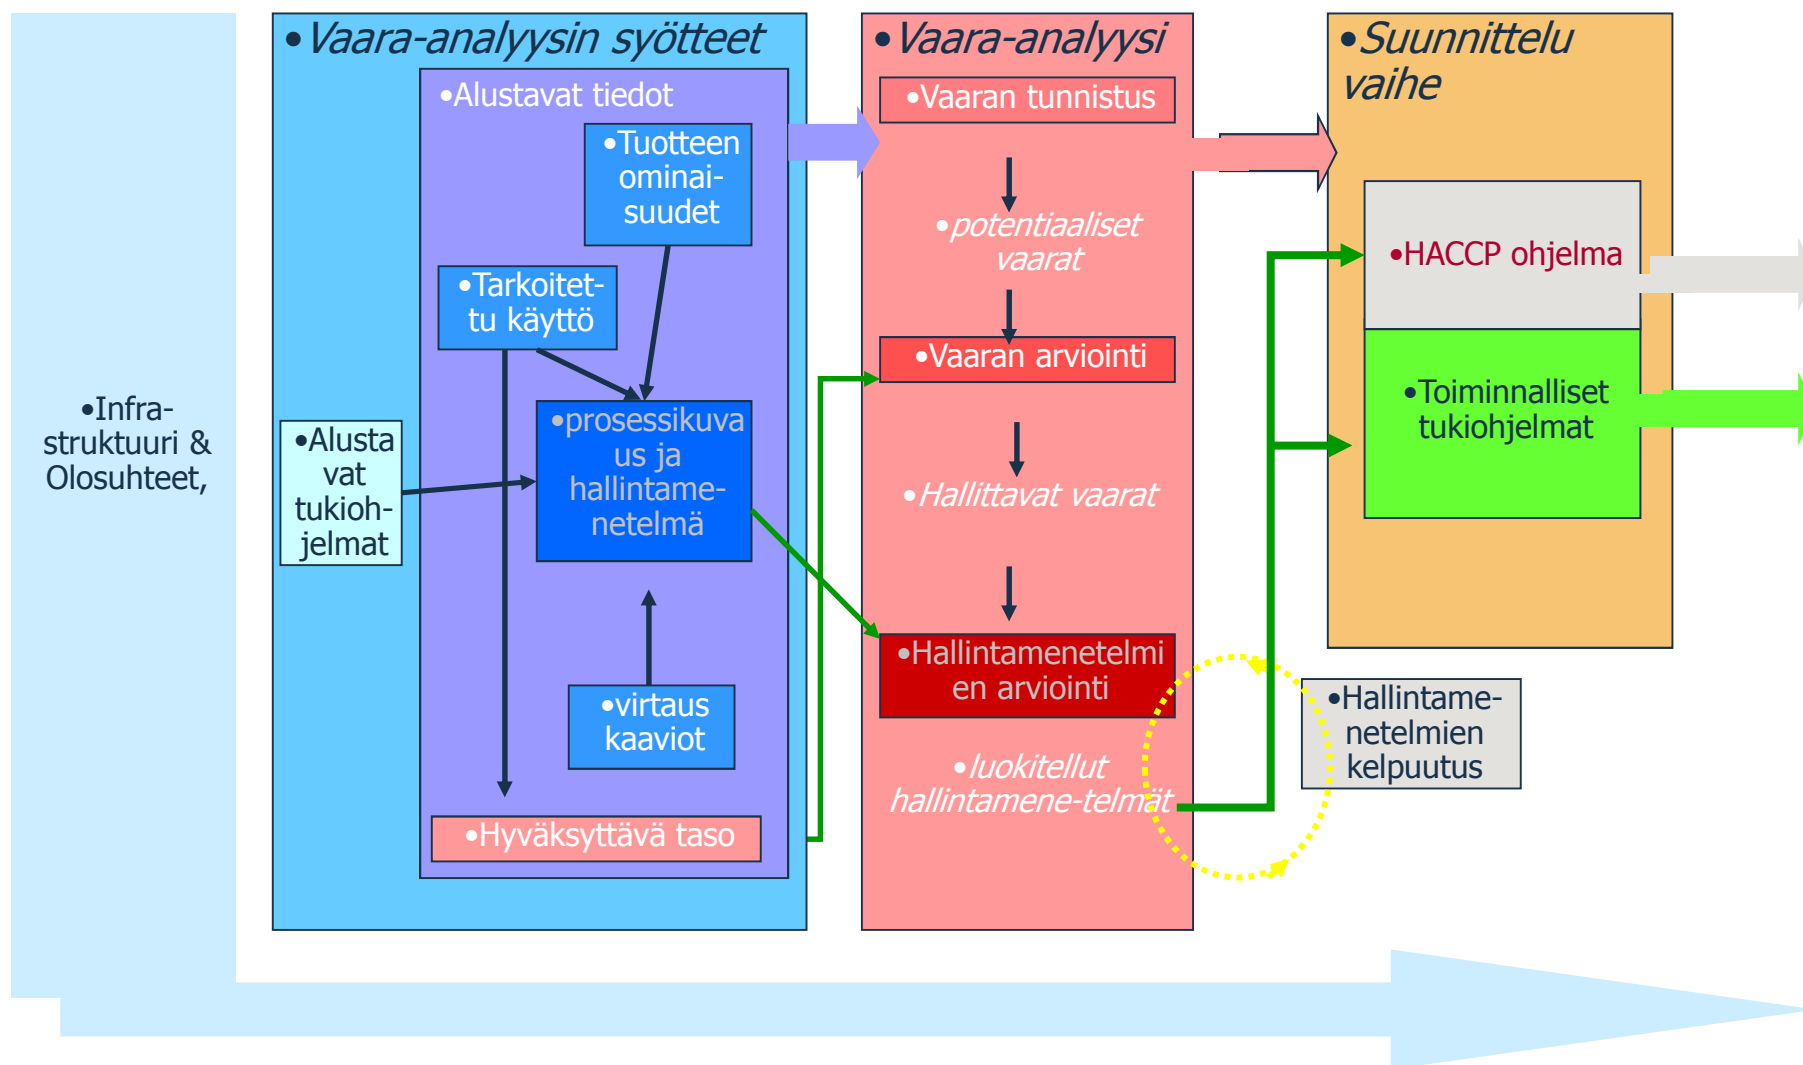 •Infra-
struktuuri &
Olosuhteet,
•Vaara-analyysin syötteet
•Alustavat tiedot
•Tuotteen
ominai-
suudet
•Tarkoitet-
tu käyttö
•Alusta
vat
tukioh-
jelmat
•prosessikuva
us ja
hallintame-
netelmä
•virtaus
kaaviot
•Hyväksyttävä taso
•Vaara-analyysi
•Vaaran tunnistus
•potentiaaliset
vaarat
•Vaaran arviointi
•Hallittavat vaarat
•Hallintamenetelmi
en arviointi
•luokitellut
hallintamene-telmät
•Suunnittelu
vaihe
•HACCP ohjelma
•Toiminnalliset
tukiohjelmat
•Hallintame-
netelmien
kelpuutus